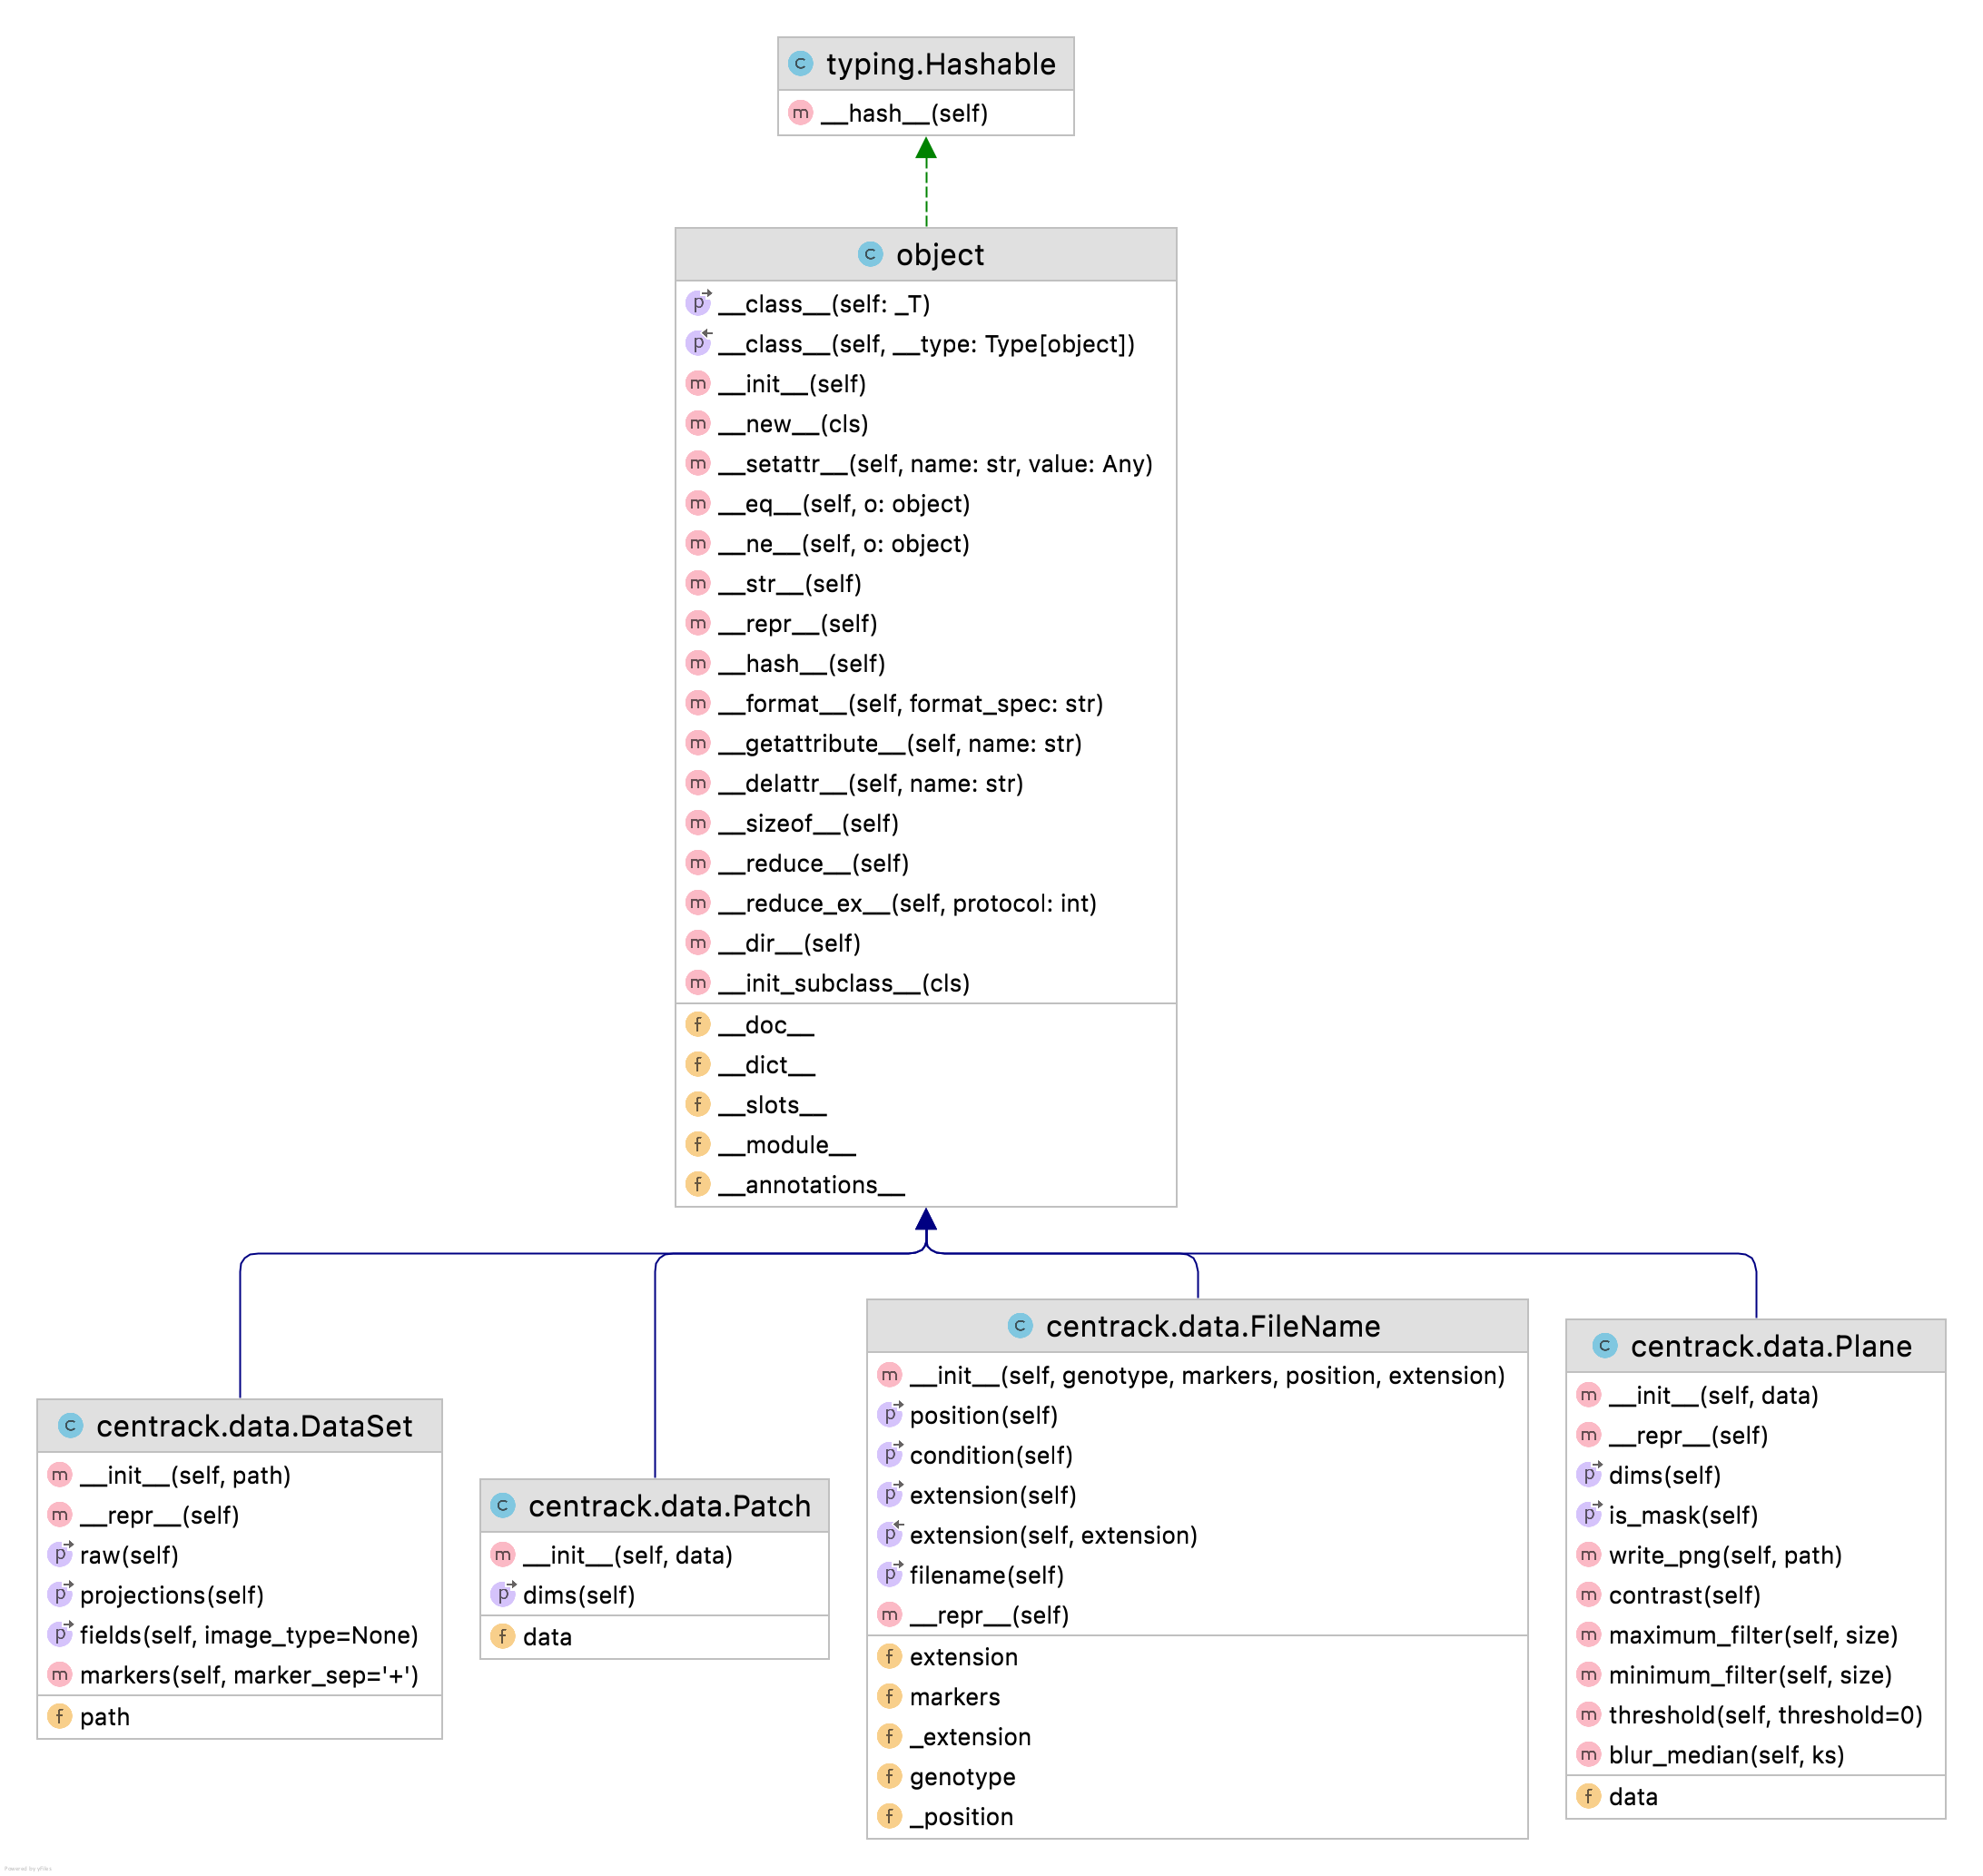 C typing.Hashable
m __hash__(self)
C object
p __class__(self: _T)
p __class__(self, __type: Type[object])
m __init__(self)
m __new__(cls)
m __setattr__(self, name: str, value: Any)
m __eq__(self, o: object)
m __ne__(self, o: object)
m __str__(self)
m __repr__(self)
m __hash__(self)
m __format__(self, format_spec: str)
m __getattribute__(self, name: str)
m __delattr__(self, name: str)
m __sizeof__(self)
m __reduce__(self)
m __reduce_ex__(self, protocol: int)
m __dir__(self)
m __init_subclass__(cls)
f __doc__
f __dict__
f __slots__
f __module__
f __annotations__
C centrack.data.DataSet
m __init__(self, path)
m __repr__(self)
p raw(self)
p projections(self)
p fields(self, image_type=None)
m markers(self, marker_sep='+')
f path
C centrack.data.Patch
m __init__(self, data)
p dims(self)
f data
C centrack.data.FileName
m __init__(self, genotype, markers, position, extension)
p position(self)
p condition(self)
p extension(self)
p extension(self, extension)
p filename(self)
m __repr__(self)
f extension
f markers
f _extension
f genotype
f _position
C centrack.data.Plane
m __init__(self, data)
m __repr__(self)
p dims(self)
p is_mask(self)
m write_png(self, path)
m contrast(self)
m maximum_filter(self, size)
m minimum_filter(self, size)
m threshold(self, threshold=0)
m blur_median(self, ks)
f data
Powered by yFiles